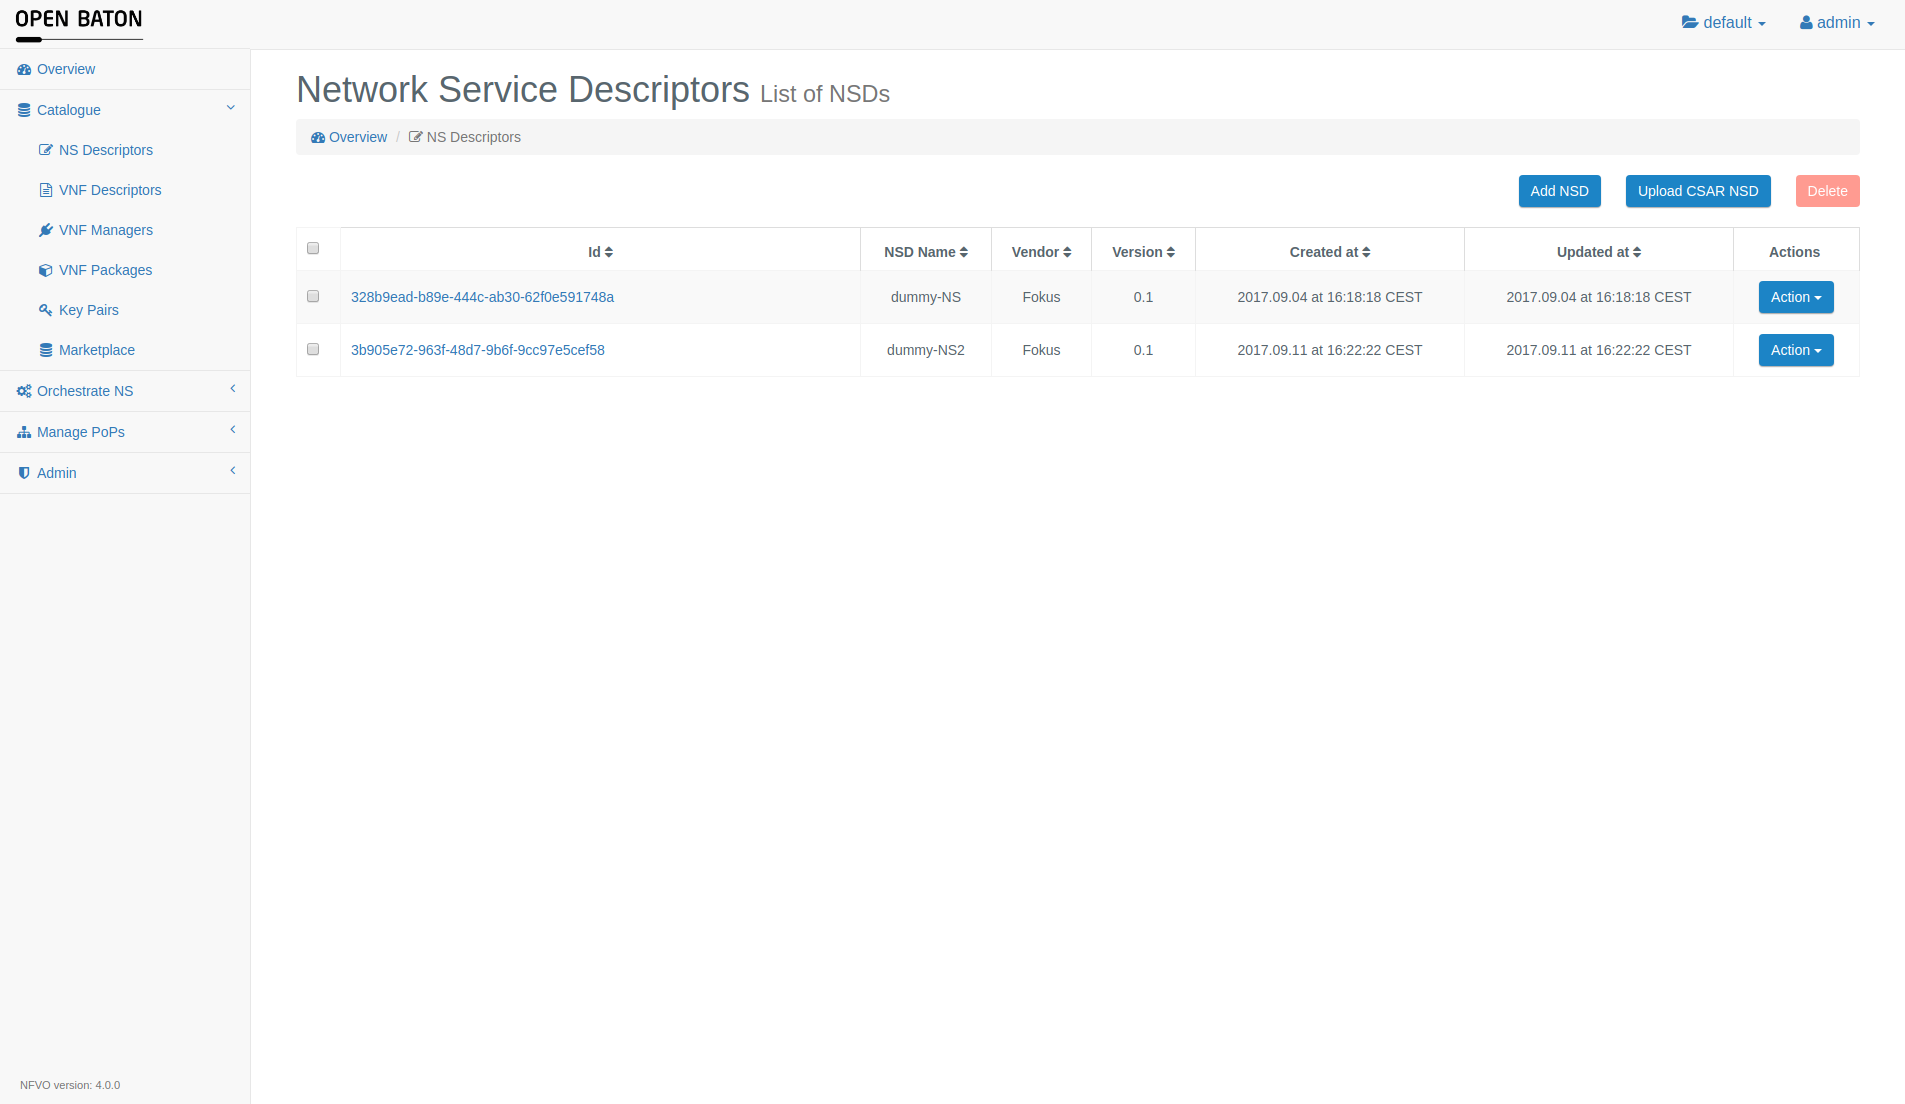 OPEN BATON
default
admin
Overview
Catalogue
NS Descriptors
VNF Descriptors
VNF Managers
VNF Packages
Key Pairs
Marketplace
Orchestrate NS
Manage PoPs
Admin
NFVO version: 4.0.0
Network Service Descriptors List of NSDs
Overview / NS Descriptors
Add NSD Upload CSAR NSD Delete
Id NSD Name Vendor Version Created at Updated at Actions
328b9ead-b89e-444c-ab30-62f0e591748a dummy-NS Fokus 0.1 2017.09.04 at 16:18:18 CEST 2017.09.04 at 16:18:18 CEST Action
3b905e72-963f-48d7-9b6f-9cc97e5cef58 dummy-NS2 Fokus 0.1 2017.09.11 at 16:22:22 CEST 2017.09.11 at 16:22:22 CEST Action